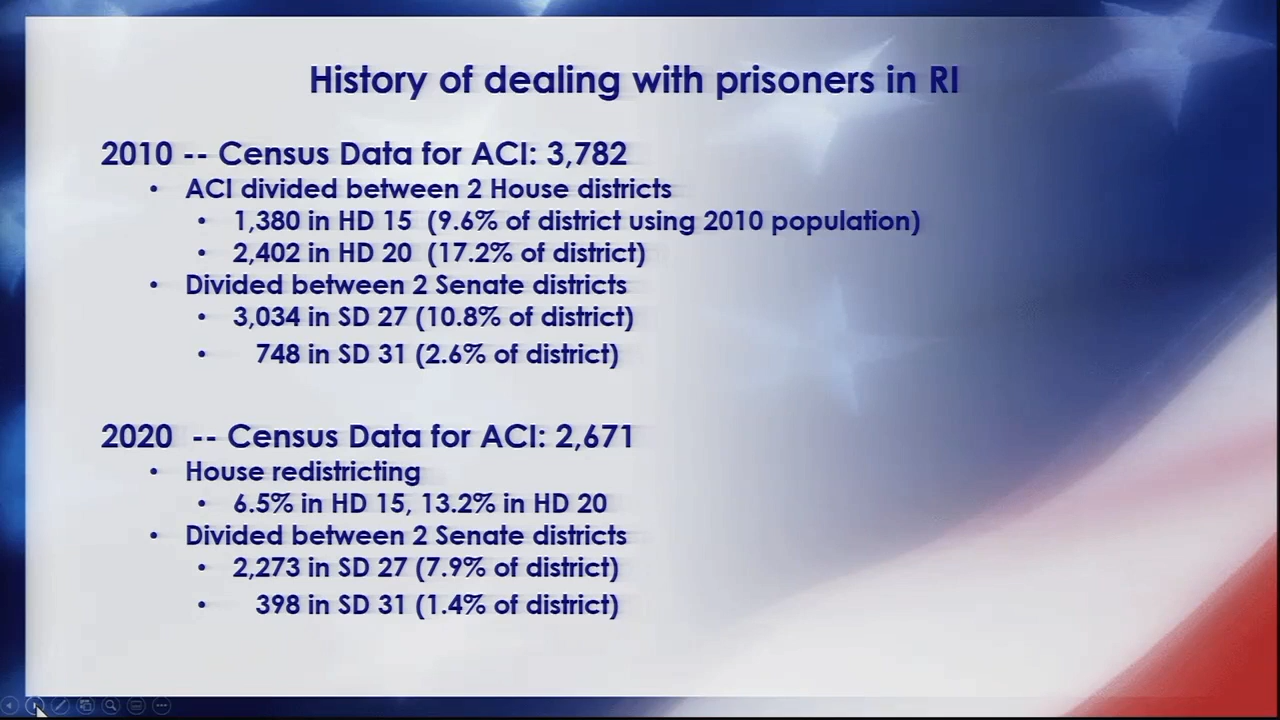 History of dealing with prisoners in RI
2010 -- Census Data for ACI: 3,782
• ACI divided between 2 House districts
• 1,380 in HD 15 (9.6% of district using 2010 population)
• 2,402 in HD 20 (17.2% of district)
• Divided between 2 Senate districts
• 3,034 in SD 27 (10.8% of district)
• 748 in SD 31 (2.6% of district)
2020 -- Census Data for ACI: 2,671
• House redistricting
• 6.5% in HD 15, 13.2% in HD 20
• Divided between 2 Senate districts
• 2,273 in SD 27 (7.9% of district)
• 398 in SD 31 (1.4% of district)